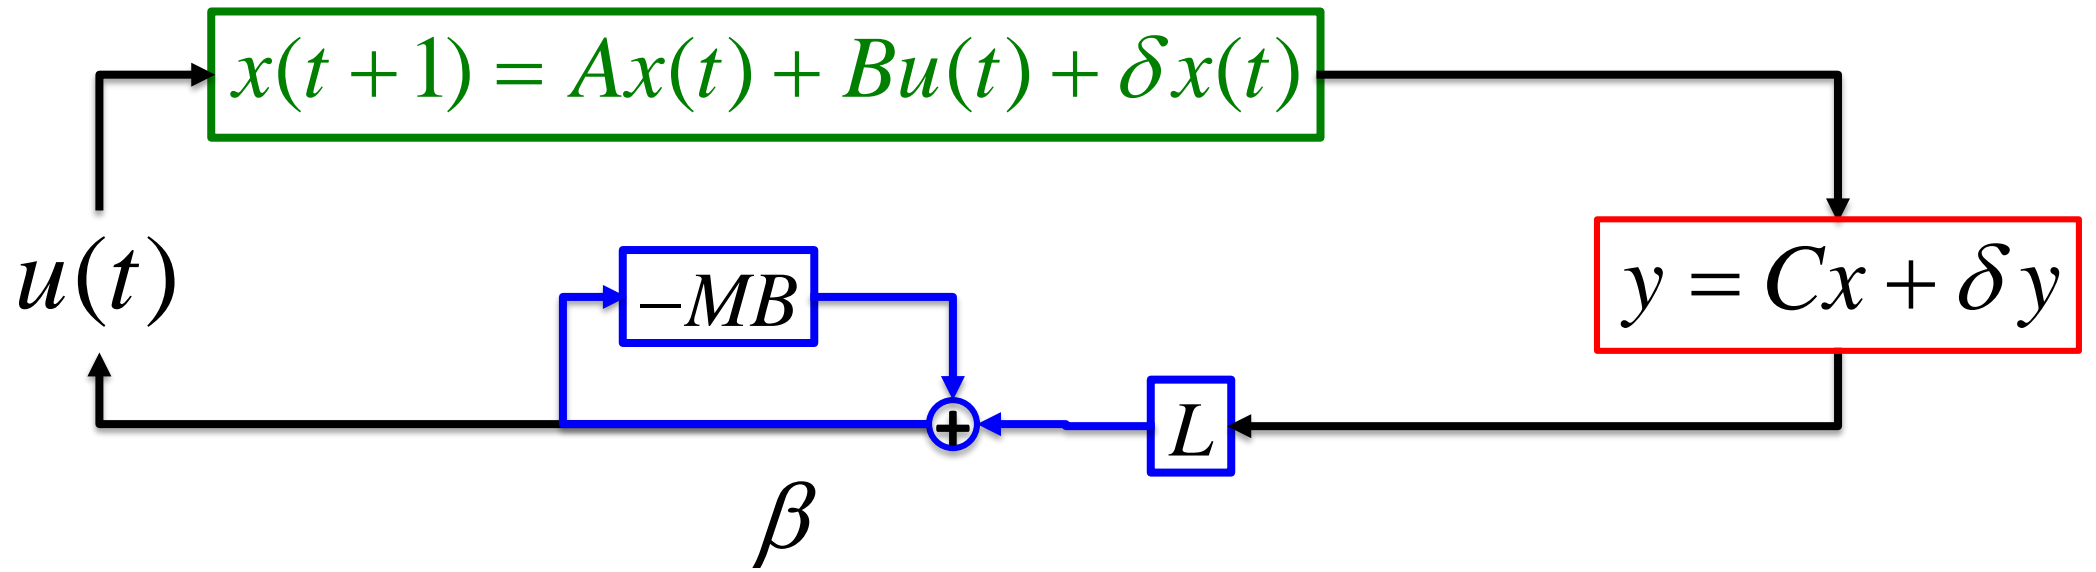 x(t + 1) = Ax(t) + Bu(t) + δx(t)
u(t)
−MB
y = Cx + δy
+
L
β